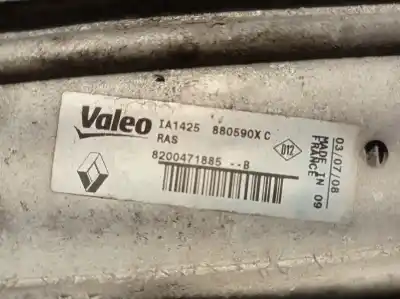 Valeo
IA1425 880590X C
RAS
D12
8200471885 --B
03/07/08
MADE IN 09
FRANCE